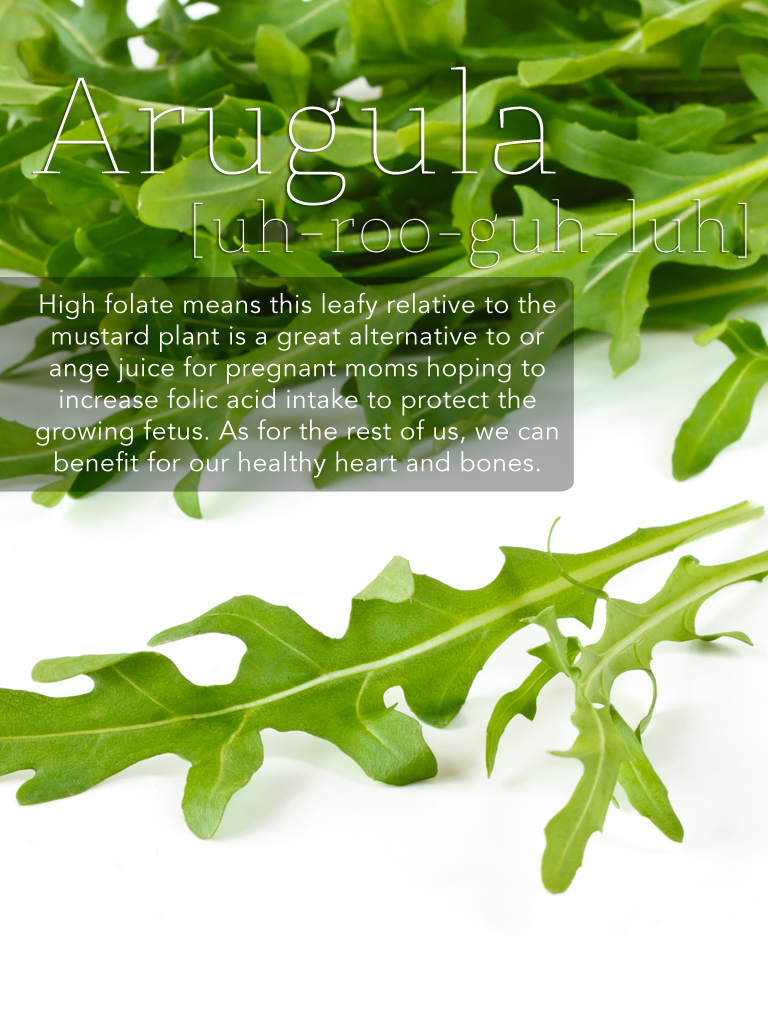 Arugula
[uh-roo-guh-luh]
High folate means this leafy relative to the
mustard plant is a great alternative to or
ange juice for pregnant moms hoping to
increase folic acid intake to protect the
growing fetus. As for the rest of us, we can
benefit for our healthy heart and bones.